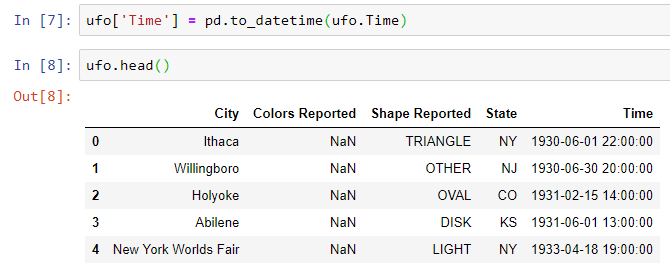 In [7]: ufo['Time'] = pd.to_datetime(ufo.Time)
In [8]: ufo.head()
Out[8]:
City Colors Reported Shape Reported State Time
0 Ithaca NaN TRIANGLE NY 1930-06-01 22:00:00
1 Willingboro NaN OTHER NJ 1930-06-30 20:00:00
2 Holyoke NaN OVAL CO 1931-02-15 14:00:00
3 Abilene NaN DISK KS 1931-06-01 13:00:00
4 New York Worlds Fair NaN LIGHT NY 1933-04-18 19:00:00